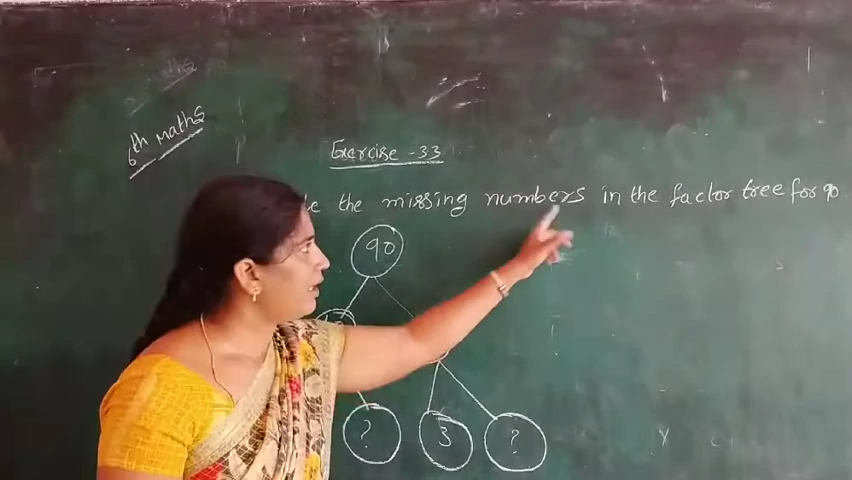 6th maths
Exercise - 33
the missing numbers in the factor tree for 90
90
? 3 ?